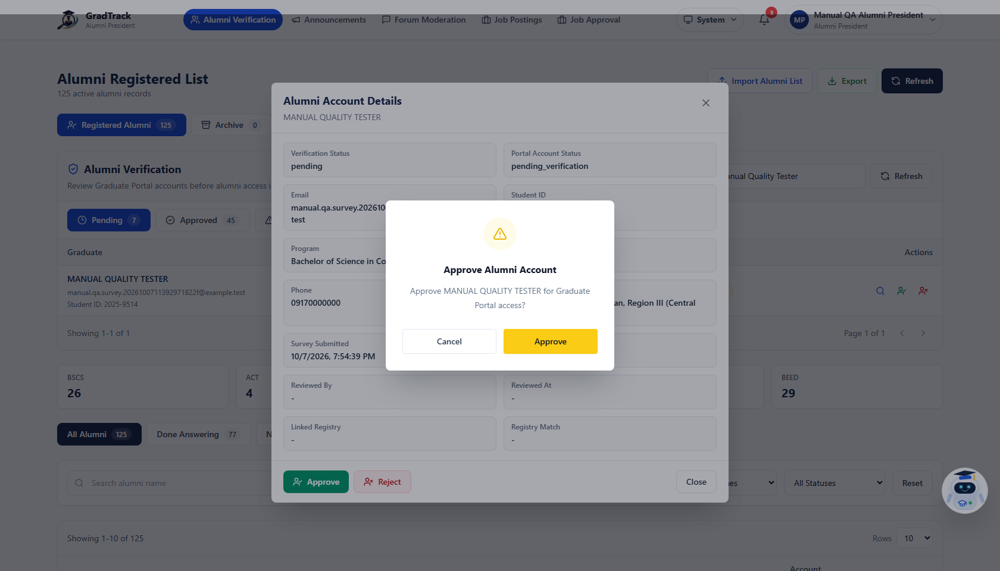 GradTrack
Alumni President
Alumni Verification
Announcements
Forum Moderation
Job Postings
Job Approval
System
3
MP
Manual QA Alumni President
Alumni President
Alumni Registered List
125 active alumni records
Import Alumni List
Export
Refresh
Registered Alumni 125
Archive 0
Alumni Verification
Review Graduate Portal accounts before alumni access
Quality Tester
Refresh
Pending 7
Approved 45
Graduate
Actions
MANUAL QUALITY TESTER
manual.qa.survey.2026100711392971822f@example.test
Student ID: 2025-9514
Showing 1-1 of 1
Page 1 of 1
BSCS
26
ACT
4
BEED
29
All Alumni 125
Done Answering 77
Search alumni name
All Statuses
Reset
Showing 1-10 of 125
Rows 10
Account
Alumni Account Details
MANUAL QUALITY TESTER
Verification Status
pending
Portal Account Status
pending_verification
Email
manual.qa.survey.202610
test
Student ID
Program
Bachelor of Science in Co
Phone
09170000000
an, Region III (Central
Survey Submitted
10/7/2026, 7:54:39 PM
Reviewed By
-
Reviewed At
-
Linked Registry
-
Registry Match
-
Approve
Reject
Close
Approve Alumni Account
Approve MANUAL QUALITY TESTER for Graduate
Portal access?
Cancel
Approve